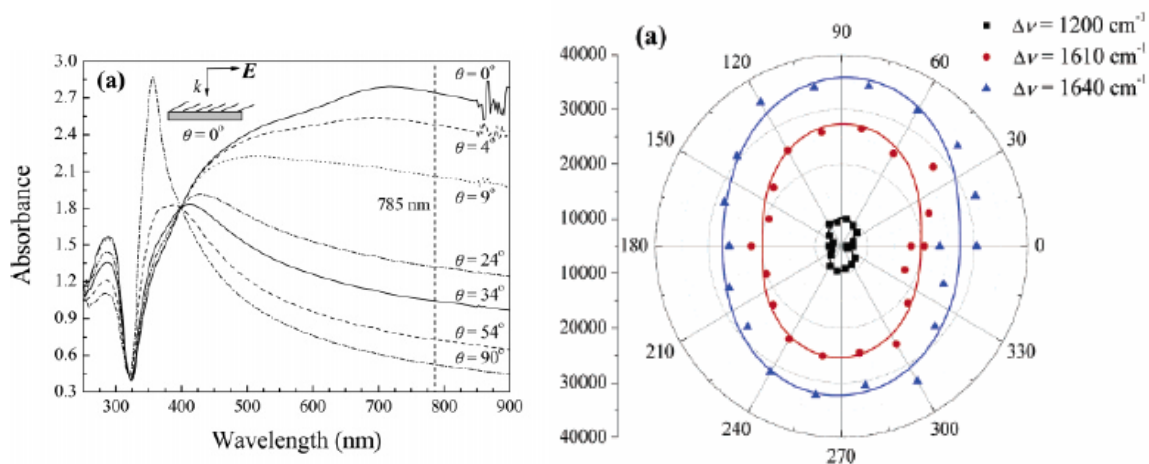 (a)
k E
θ = 0°
3.0
2.7
2.4
2.1
1.8
1.5
1.2
0.9
0.6
0.3
Absorbance
θ = 0°
θ = 4°
θ = 9°
785 nm
θ = 24°
θ = 34°
θ = 54°
θ = 90°
300 400 500 600 700 800 900
Wavelength (nm)
(a)
Δν = 1200 cm⁻¹
Δν = 1610 cm⁻¹
Δν = 1640 cm⁻¹
40000
30000
20000
10000
0
10000
20000
30000
40000
90
120 60
150 30
180 0
210 330
240 300
270